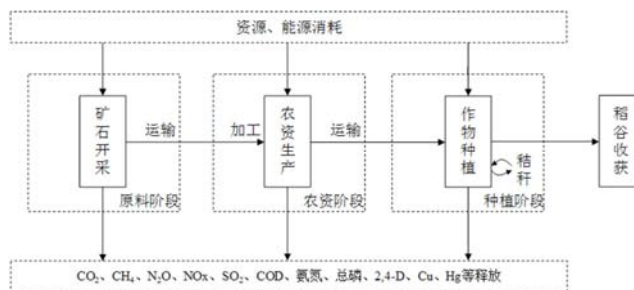 资源、能源消耗
矿石开采
运输
加工
农资生产
运输
作物种植
秸秆
稻谷收获
原料阶段
农资阶段
种植阶段
CO₂、CH₄、N₂O、NOx、SO₂、COD、氨氮、总磷、2,4-D、Cu、Hg等释放